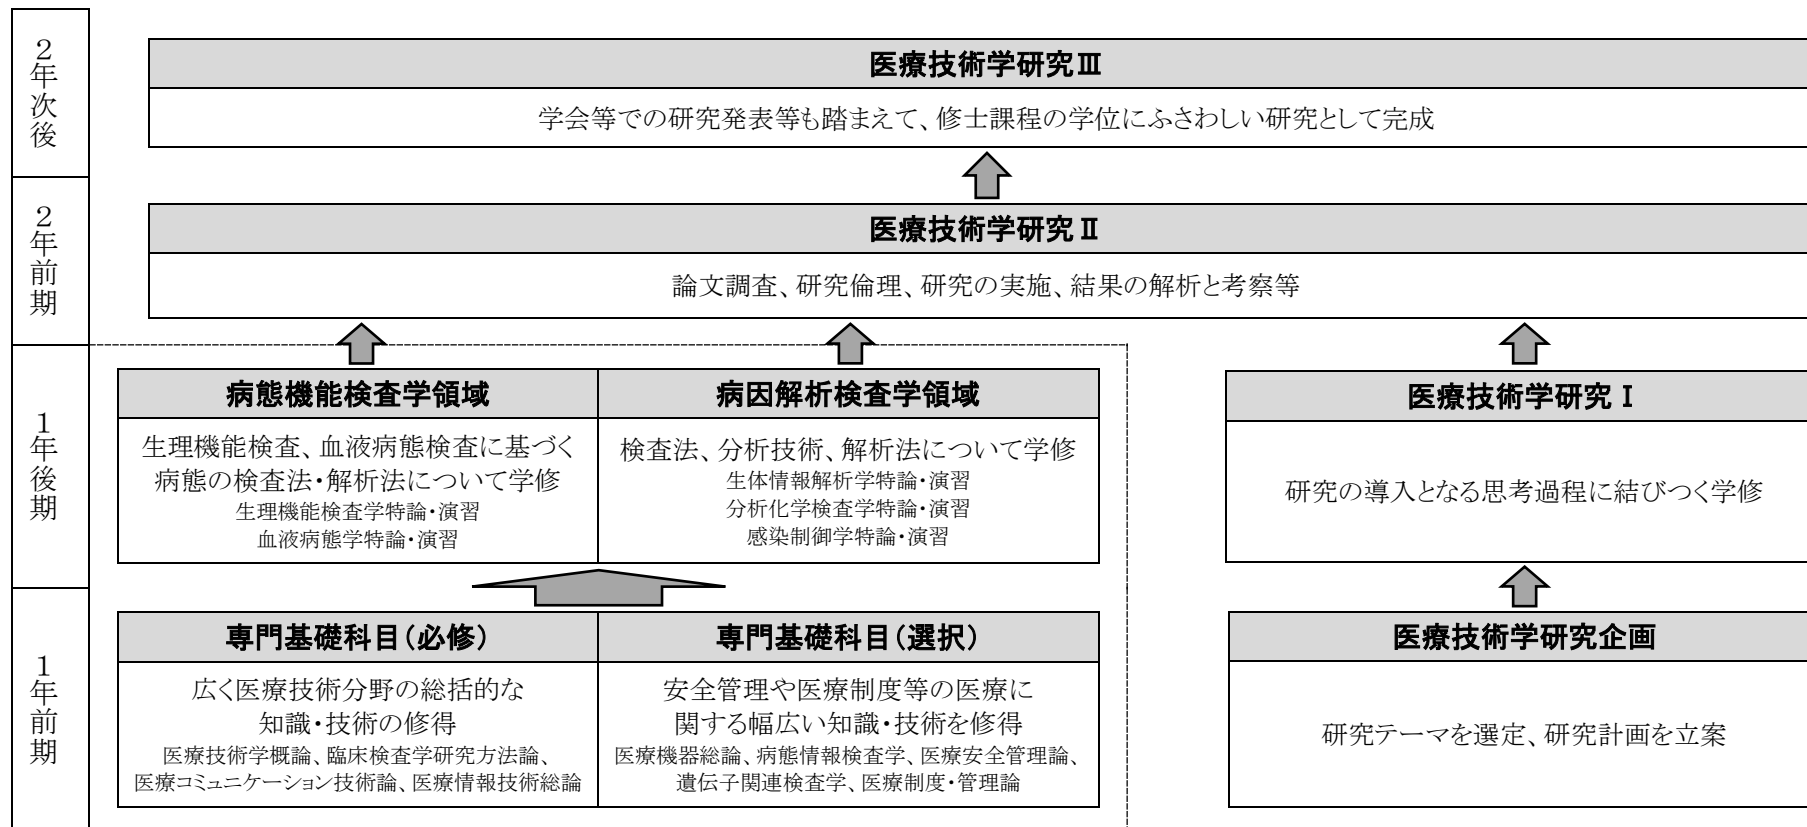 2年次後
医療技術学研究Ⅲ
学会等での研究発表等も踏まえて、修士課程の学位にふさわしい研究として完成
2年前期
医療技術学研究Ⅱ
論文調査、研究倫理、研究の実施、結果の解析と考察等
1年後期
病態機能検査学領域
生理機能検査、血液病態検査に基づく
病態の検査法・解析法について学修
生理機能検査学特論・演習
血液病態学特論・演習
病因解析検査学領域
検査法、分析技術、解析法について学修
生体情報解析学特論・演習
分析化学検査学特論・演習
感染制御学特論・演習
医療技術学研究Ⅰ
研究の導入となる思考過程に結びつく学修
1年前期
専門基礎科目(必修)
広く医療技術分野の総括的な
知識・技術の修得
医療技術学概論、臨床検査学研究方法論、
医療コミュニケーション技術論、医療情報技術総論
専門基礎科目(選択)
安全管理や医療制度等の医療に
関する幅広い知識・技術を修得
医療機器総論、病態情報検査学、医療安全管理論、
遺伝子関連検査学、医療制度・管理論
医療技術学研究企画
研究テーマを選定、研究計画を立案